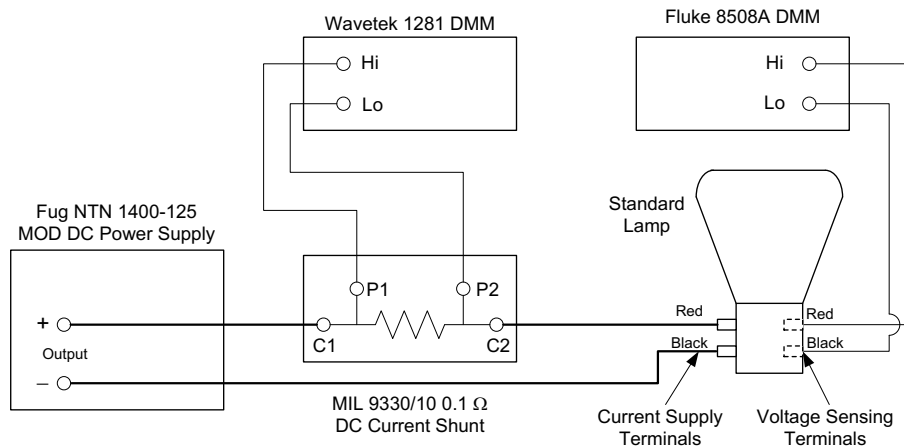 Wavetek 1281 DMM
Hi
Lo
Fluke 8508A DMM
Hi
Lo
Standard
Lamp
Fug NTN 1400-125
MOD DC Power Supply
+
Output
–
P1
P2
C1
C2
MIL 9330/10 0.1 Ω
DC Current Shunt
Red
Black
Red
Black
Current Supply
Terminals
Voltage Sensing
Terminals